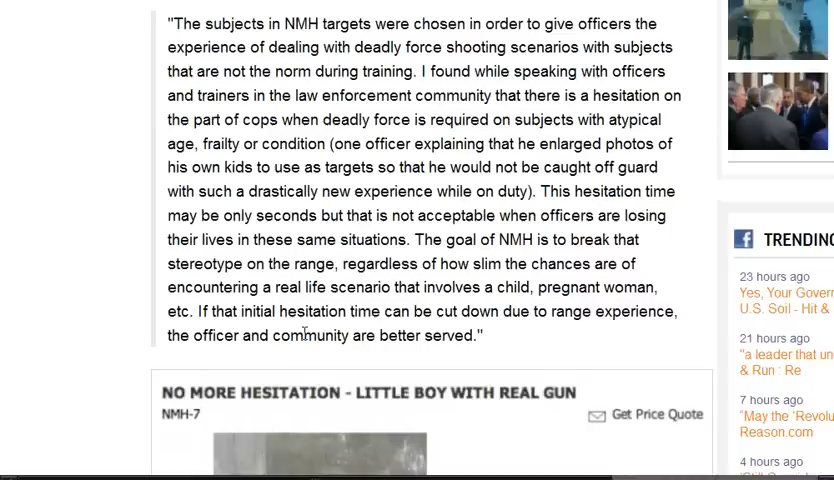 "The subjects in NMH targets were chosen in order to give officers the
experience of dealing with deadly force shooting scenarios with subjects
that are not the norm during training. I found while speaking with officers
and trainers in the law enforcement community that there is a hesitation on
the part of cops when deadly force is required on subjects with atypical
age, frailty or condition (one officer explaining that he enlarged photos of
his own kids to use as targets so that he would not be caught off guard
with such a drastically new experience while on duty). This hesitation time
may be only seconds but that is not acceptable when officers are losing
their lives in these same situations. The goal of NMH is to break that
stereotype on the range, regardless of how slim the chances are of
encountering a real life scenario that involves a child, pregnant woman,
etc. If that initial hesitation time can be cut down due to range experience,
the officer and community are better served."
NO MORE HESITATION - LITTLE BOY WITH REAL GUN
NMH-7
Get Price Quote
TRENDING
23 hours ago
Yes, Your Gover
U.S. Soil - Hit &
21 hours ago
"a leader that un
& Run : Re
7 hours ago
"May the 'Revolu
Reason.com
4 hours ago